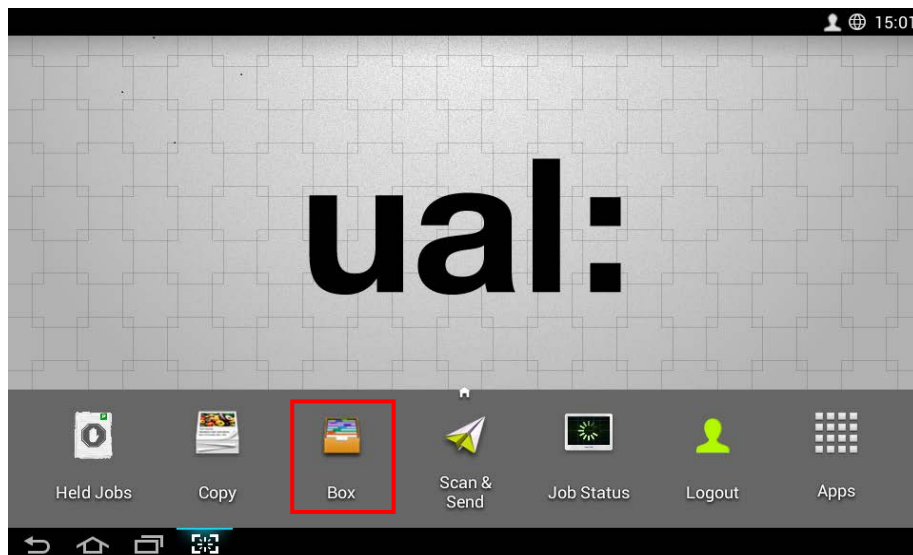 15:01
ual:
Held Jobs
Copy
Box
Scan &
Send
Job Status
Logout
Apps